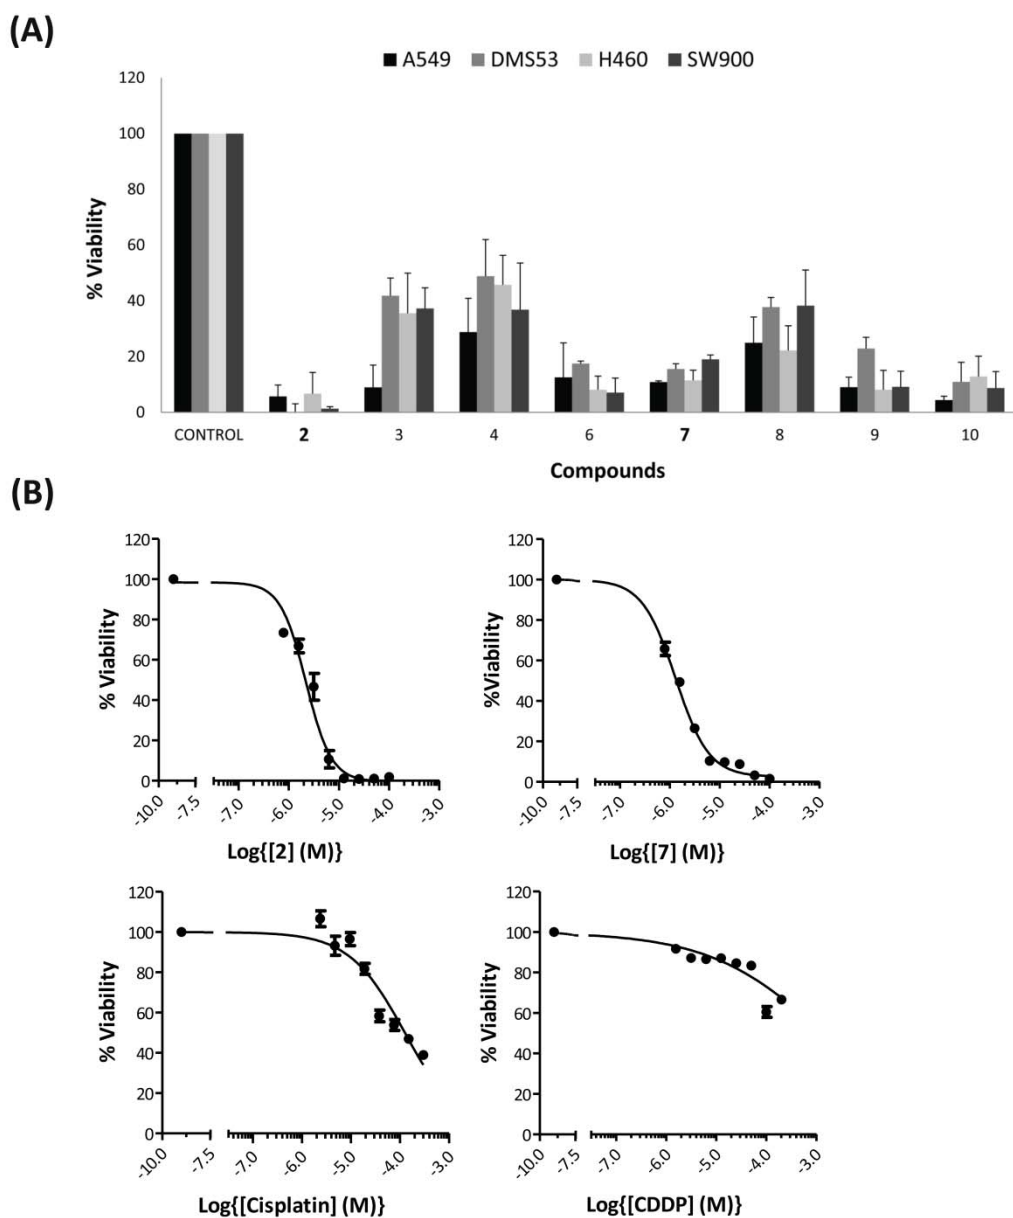 (A)
A549 DMS53 H460 SW900
120
100
80
60
40
20
0
% Viability
CONTROL 2 3 4 6 7 8 9 10
Compounds
(B)
120
100
80
60
40
20
0
% Viability
-10.0 -7.5 -7.0 -6.0 -5.0 -4.0 -3.0
Log{[2] (M)}
120
100
80
60
40
20
0
%Viability
-10.0 -7.5 -7.0 -6.0 -5.0 -4.0 -3.0
Log{[7] (M)}
120
100
80
60
40
20
0
% Viability
-10.0 -7.5 -7.0 -6.0 -5.0 -4.0 -3.0
Log{[Cisplatin] (M)}
120
100
80
60
40
20
0
% Viability
-10.0 -7.5 -7.0 -6.0 -5.0 -4.0 -3.0
Log{[CDDP] (M)}